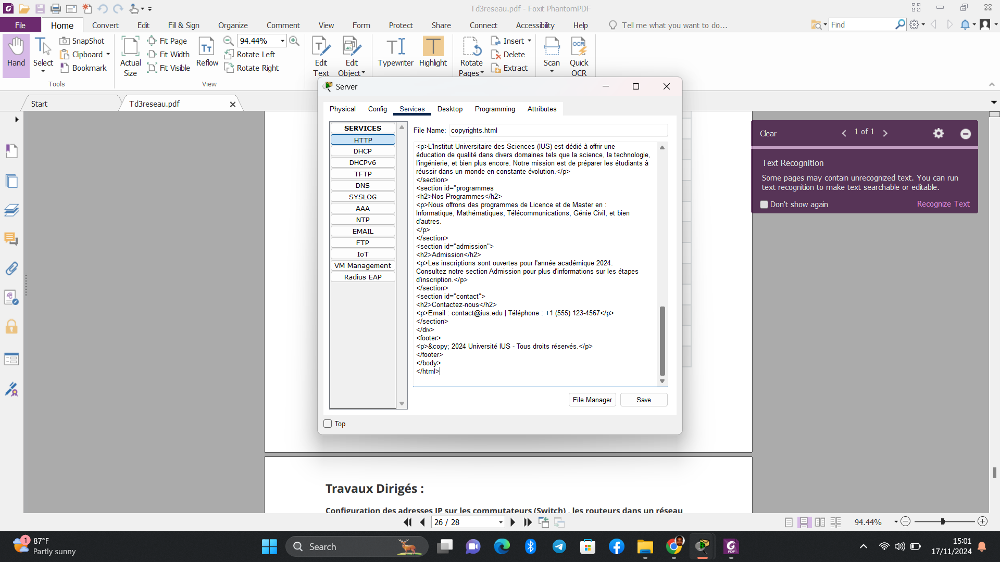 Td3reseau.pdf - Foxit PhantomPDF
File Home Convert Edit Fill & Sign Organize Comment View Form Protect Share Connect Accessibility Help Tell me what you want to do... Find
Hand
Select
SnapShot
Clipboard
Bookmark
Tools
Actual Size
Fit Page
Fit Width
Fit Visible
Reflow
94.44%
Rotate Left
Rotate Right
View
Edit Text
Edit Object
Typewriter
Highlight
Rotate Pages
Insert
Delete
Extract
Scan
Quick OCR
Start
Td3reseau.pdf
Server
Physical Config Services Desktop Programming Attributes
SERVICES
HTTP
DHCP
DHCPv6
TFTP
DNS
SYSLOG
AAA
NTP
EMAIL
FTP
IoT
VM Management
Radius EAP
File Name: copyrights.html
<p>L'Institut Universitaire des Sciences (IUS) est dédié à offrir une
éducation de qualité dans divers domaines tels que la science, la technologie,
l'ingénierie, et bien plus encore. Notre mission est de préparer les étudiants à
réussir dans un monde en constante évolution.</p>
</section>
<section id="programmes
<h2>Nos Programmes</h2>
<p>Nous offrons des programmes de Licence et de Master en :
Informatique, Mathématiques, Télécommunications, Génie Civil, et bien
d'autres.
</p>
</section>
<section id="admission">
<h2>Admission</h2>
<p>Les inscriptions sont ouvertes pour l'année académique 2024.
Consultez notre section Admission pour plus d'informations sur les étapes
d'inscription.</p>
</section>
<section id="contact">
<h2>Contactez-nous</h2>
<p>Email : contact@ius.edu | Téléphone : +1 (555) 123-4567</p>
</section>
</div>
<footer>
<p>&copy; 2024 Université IUS - Tous droits réservés.</p>
</footer>
</body>
</html>
File Manager Save
Top
Clear 1 of 1
Text Recognition
Some pages may contain unrecognized text. You can run
text recognition to make text searchable or editable.
Don't show again Recognize Text
Travaux Dirigés :
Configuration des adresses IP sur les commutateurs (Switch) , les routeurs dans un réseau
26 / 28
94.44%
1
87°F
Partly sunny
Search
PDF
15:01
17/11/2024